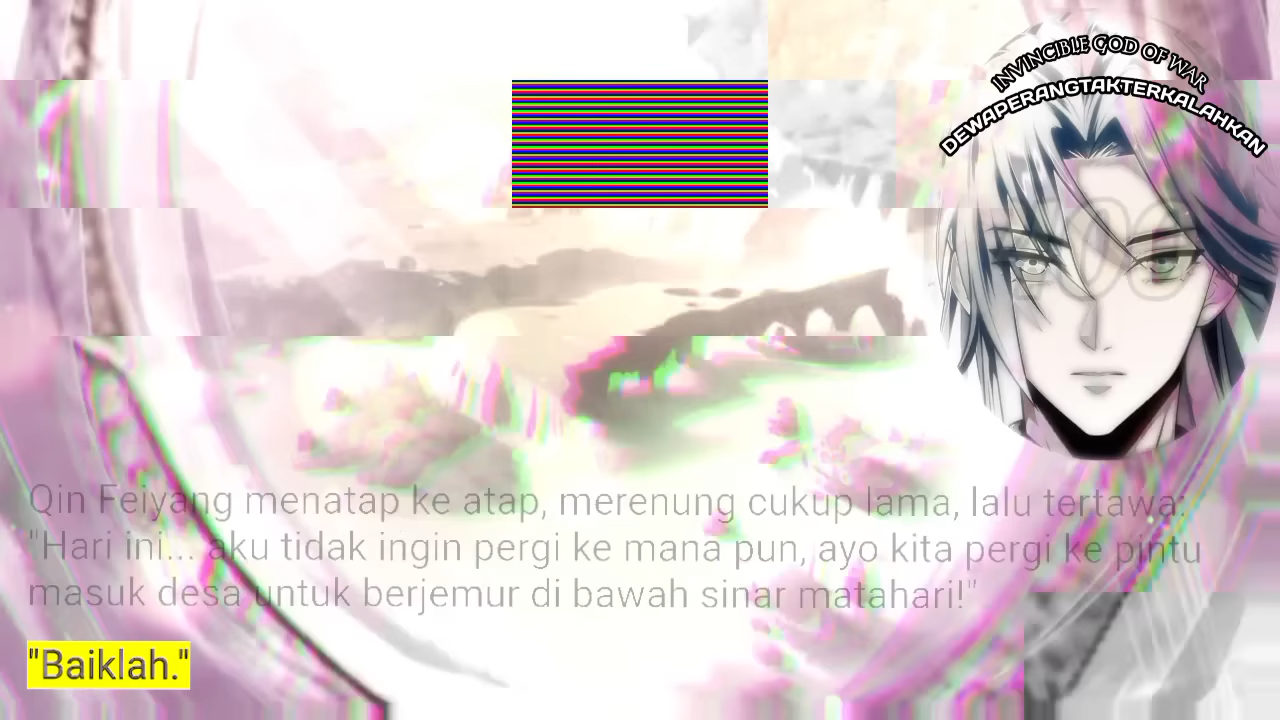 INVINCIBLE GOD OF WAR
DEWAPERANGTAKTERKALAHKAN
Qin Feiyang menatap ke atap, merenung cukup lama, lalu tertawa:
"Hari ini... aku tidak ingin pergi ke mana pun, ayo kita pergi ke pintu
masuk desa untuk berjemur di bawah sinar matahari!"
"Baiklah."